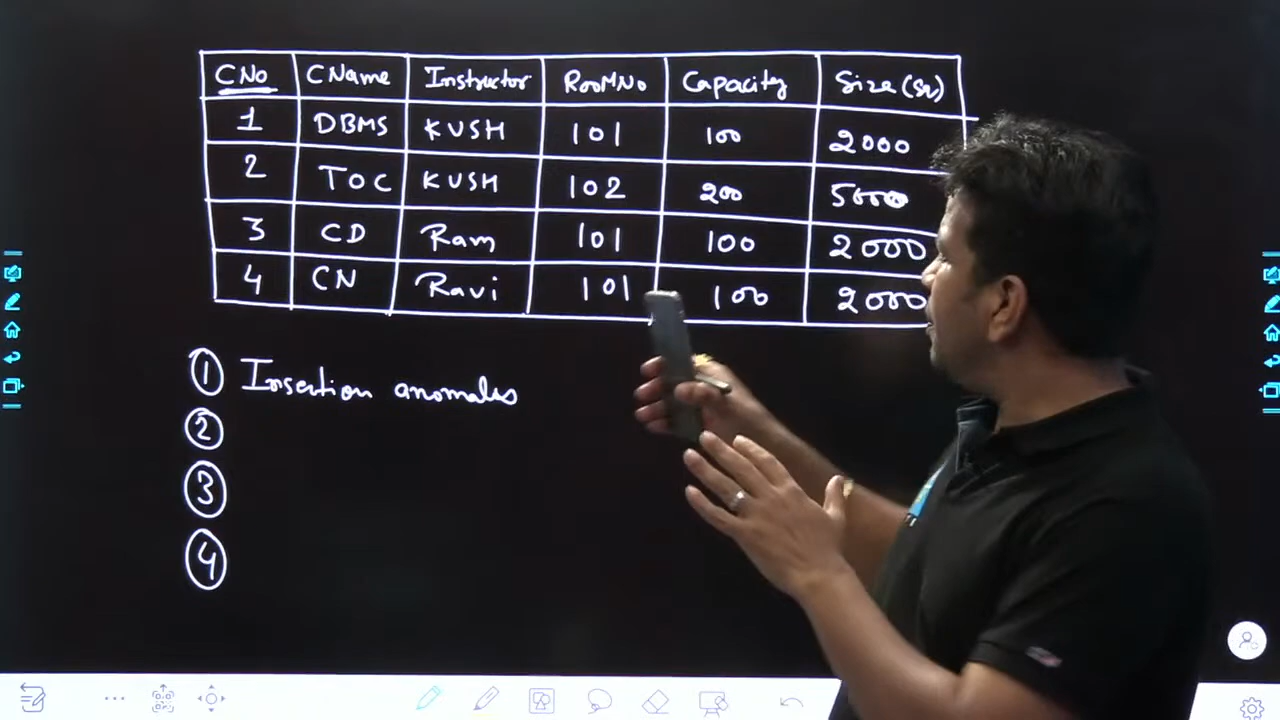 CNo CName Instructor RooMNo Capacity Size(Sq)
1 DBMS KUSH 101 100 2000
2 TOC KUSH 102 200 5000
3 CD Ram 101 100 2000
4 CN Ravi 101 100 2000
① Insertion anomalies
②
③
④